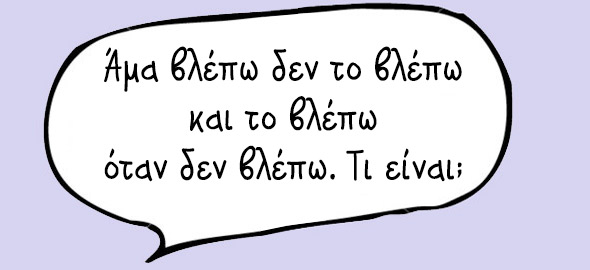 Άμα βλέπω δεν το βλέπω
και το βλέπω
όταν δεν βλέπω. Τι είναι;